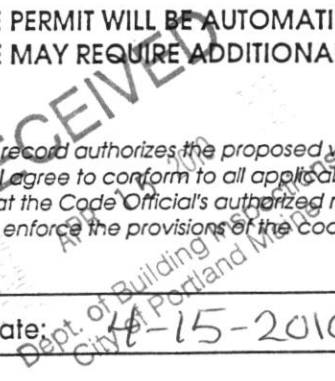 E PERMIT WILL BE AUTOMATI
E MAY REQUIRE ADDITIONA
RECEIVED
record authorizes the proposed w
I agree to conform to all applicat
at the Code Official's authorized r
enforce the provisions of the cod
APR 15 2010
Dept. of Building Inspections
City of Portland Maine
ate: 4-15-2010